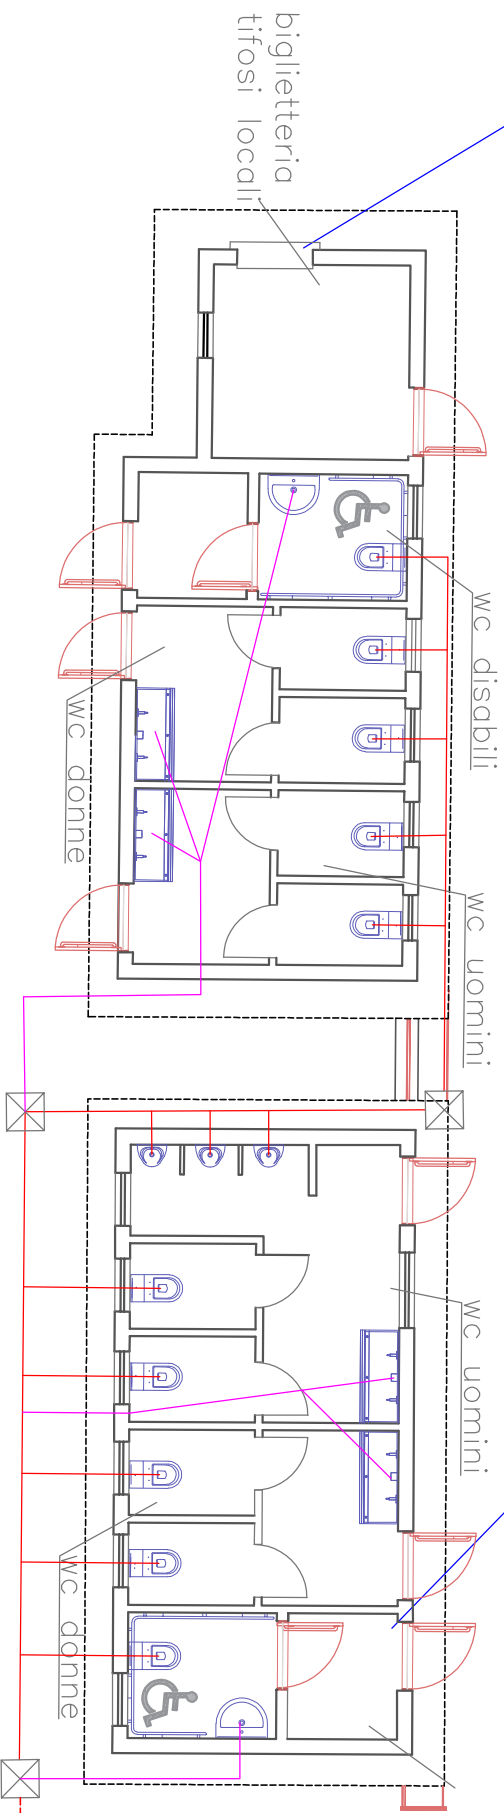 biglietteria
tifosi locali
wc disabili
wc donne
wc uomini
wc uomini
wc donne